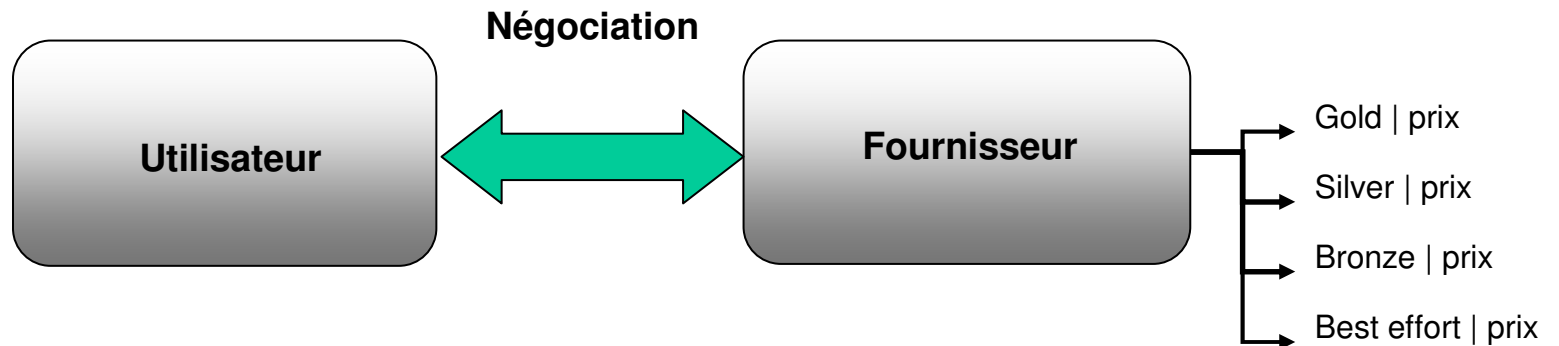 Négociation
Utilisateur
Fournisseur
Gold | prix
Silver | prix
Bronze | prix
Best effort | prix